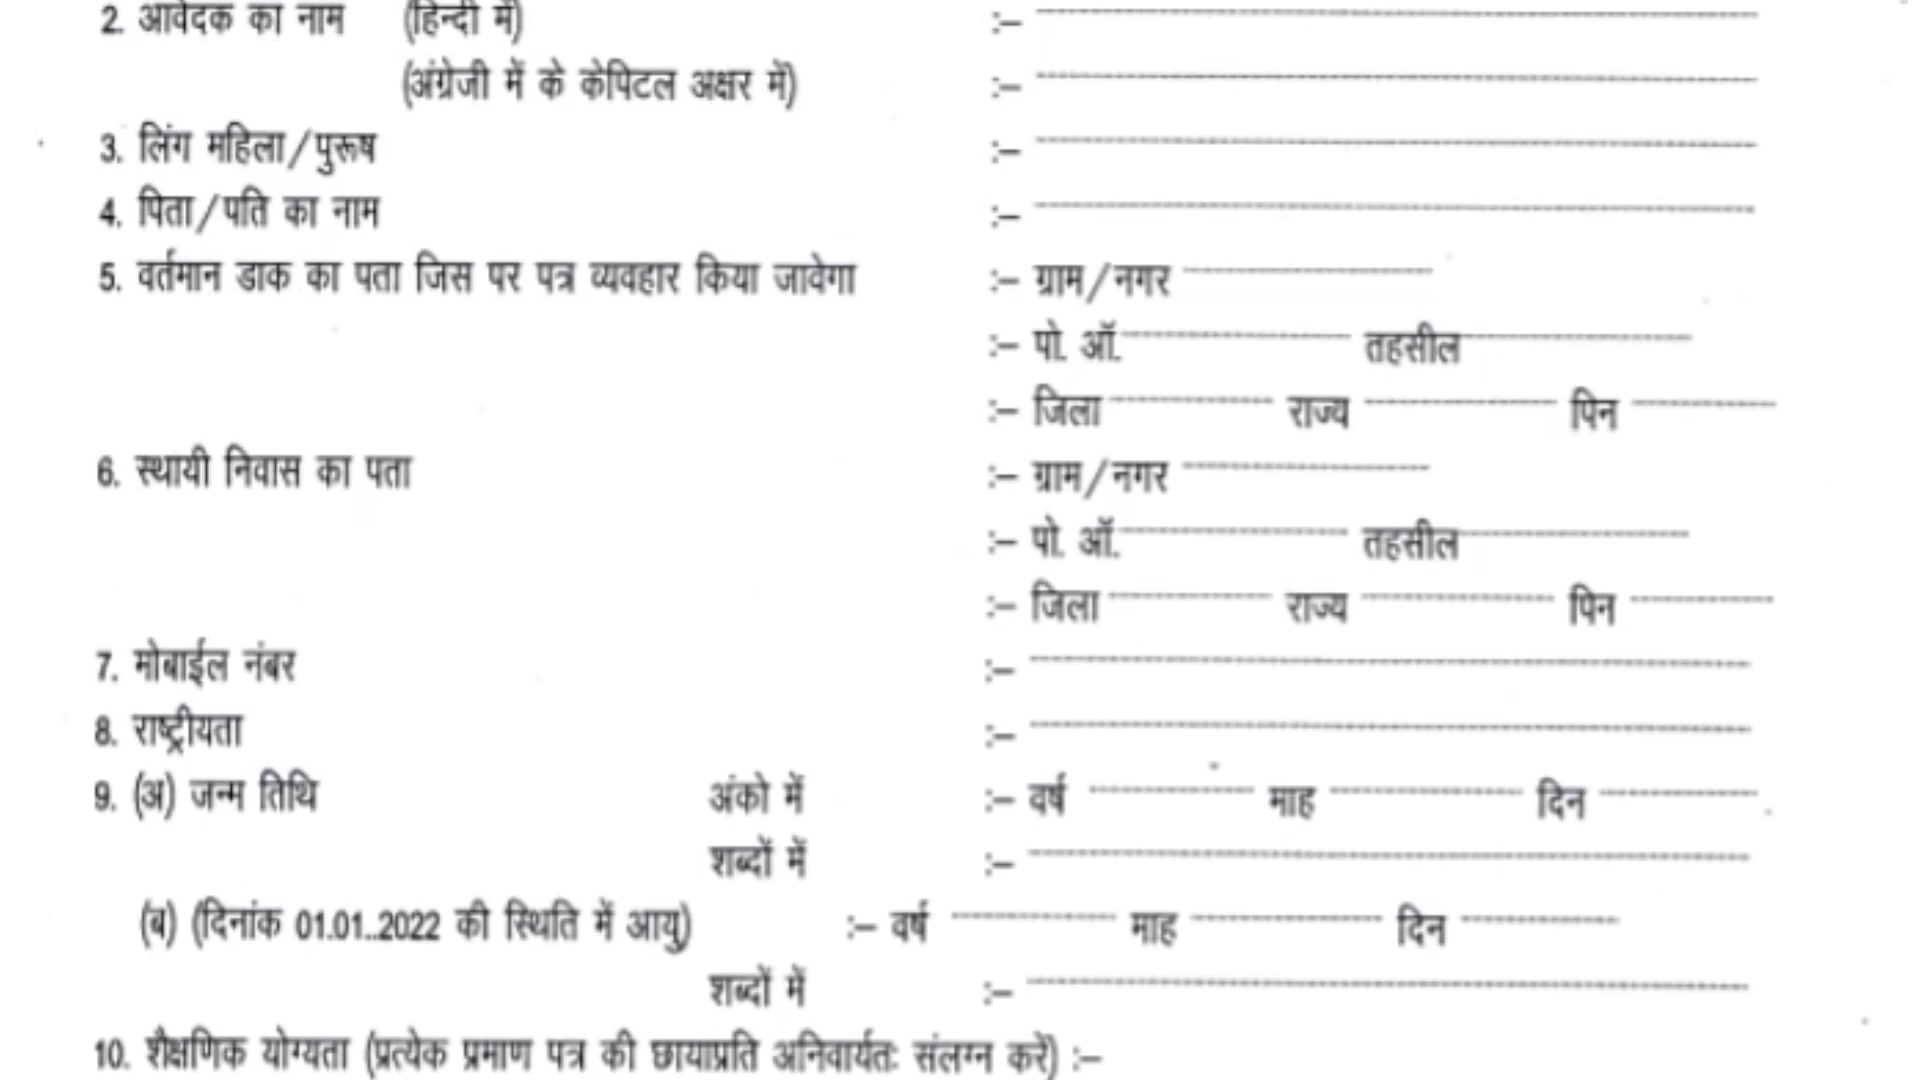 2. आवेदक का नाम (हिन्दी में) :–
(अंग्रेजी में के केपिटल अक्षर में) :–
3. लिंग महिला/पुरूष :–
4. पिता/पति का नाम :–
5. वर्तमान डाक का पता जिस पर पत्र व्यवहार किया जावेगा :– ग्राम/नगर
:– पो. ऑ. तहसील
:– जिला राज्य पिन
6. स्थायी निवास का पता :– ग्राम/नगर
:– पो. ऑ. तहसील
:– जिला राज्य पिन
7. मोबाईल नंबर :–
8. राष्ट्रीयता :–
9. (अ) जन्म तिथि अंको में :– वर्ष माह दिन
शब्दों में :–
(ब) (दिनांक 01.01..2022 की स्थिति में आयु) :– वर्ष माह दिन
शब्दों में :–
10. शैक्षणिक योग्यता (प्रत्येक प्रमाण पत्र की छायाप्रति अनिवार्यतः संलग्न करें) :–